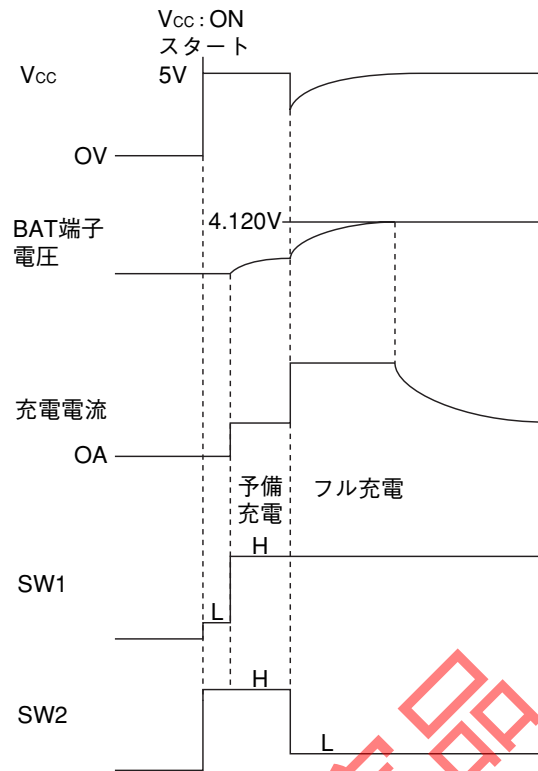 VCC : ON
スタート
VCC
5V
OV
4.120V
BAT端子
電圧
充電電流
OA
予備
充電
フル充電
H
SW1
L
H
SW2
L